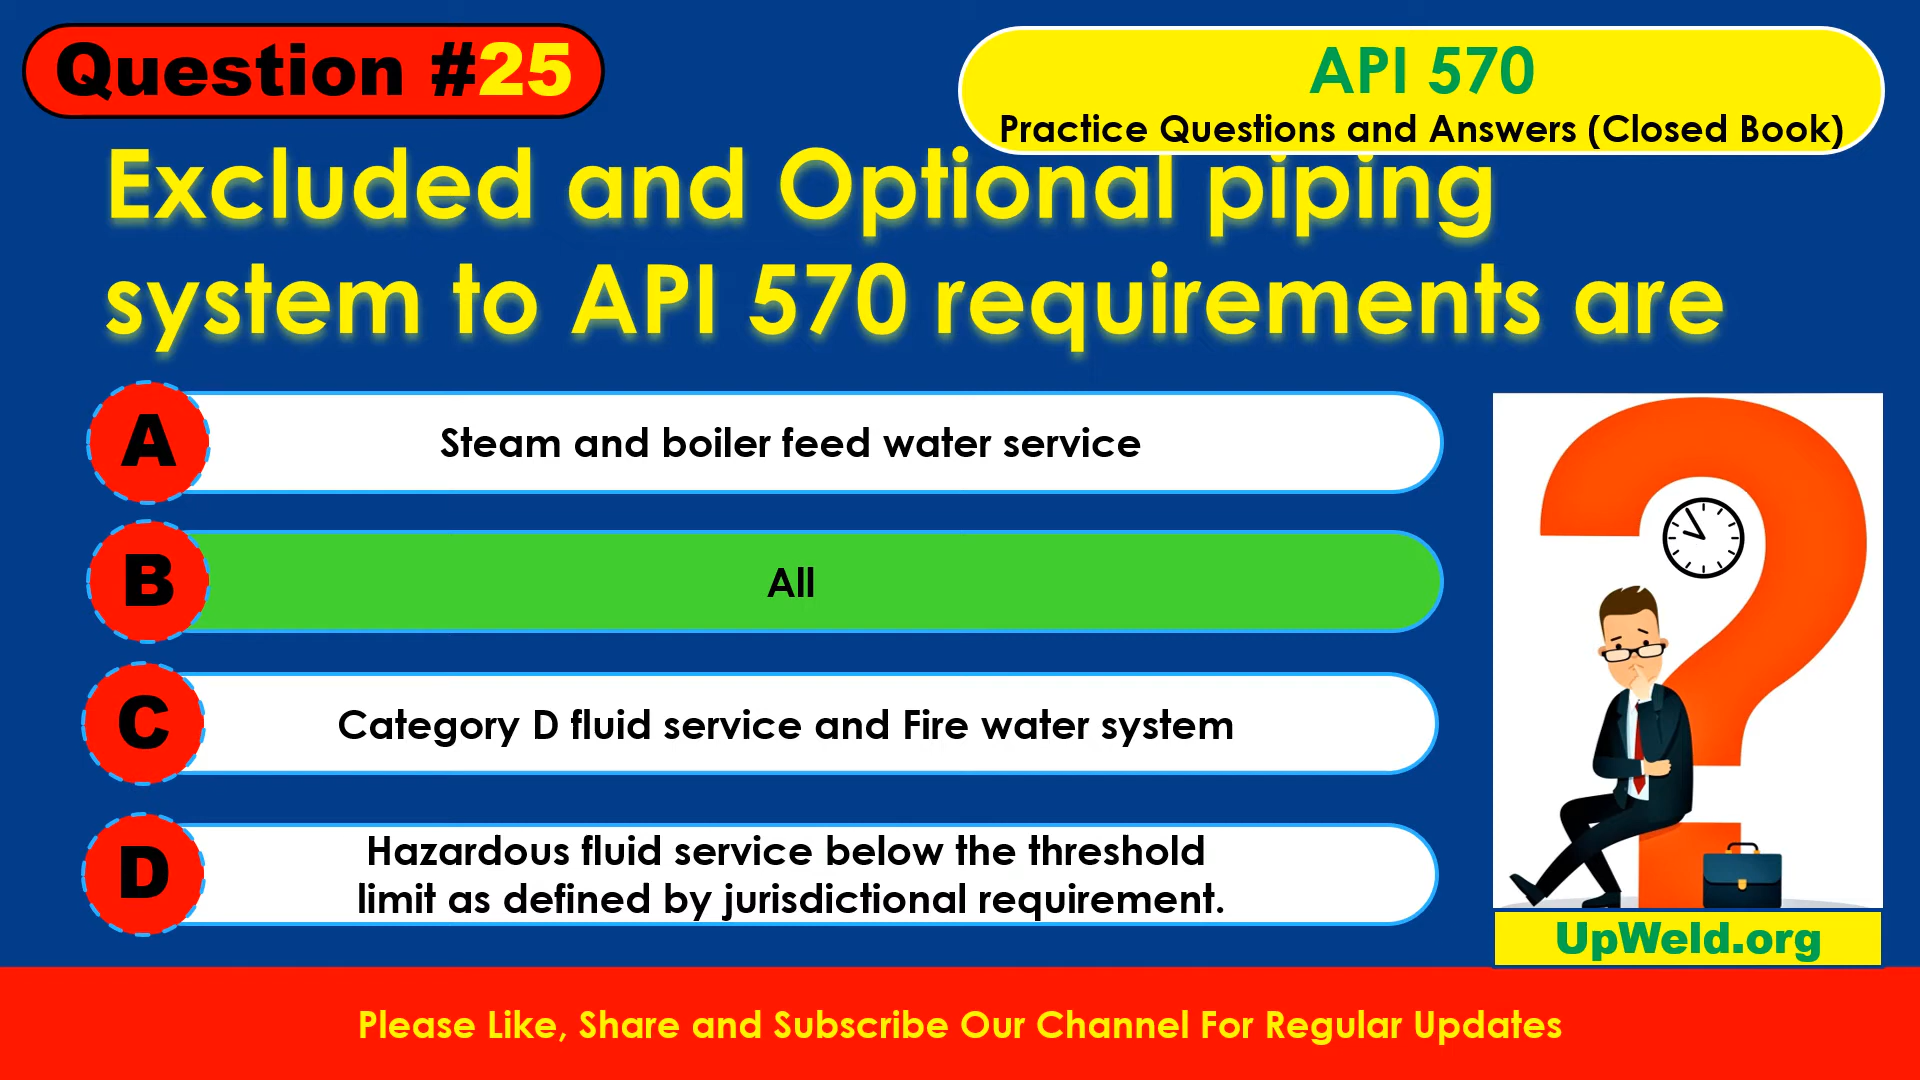 Question #25
API 570
Practice Questions and Answers (Closed Book)
Excluded and Optional piping
system to API 570 requirements are
A
Steam and boiler feed water service
B
All
C
Category D fluid service and Fire water system
D
Hazardous fluid service below the threshold
limit as defined by jurisdictional requirement.
UpWeld.org
Please Like, Share and Subscribe Our Channel For Regular Updates